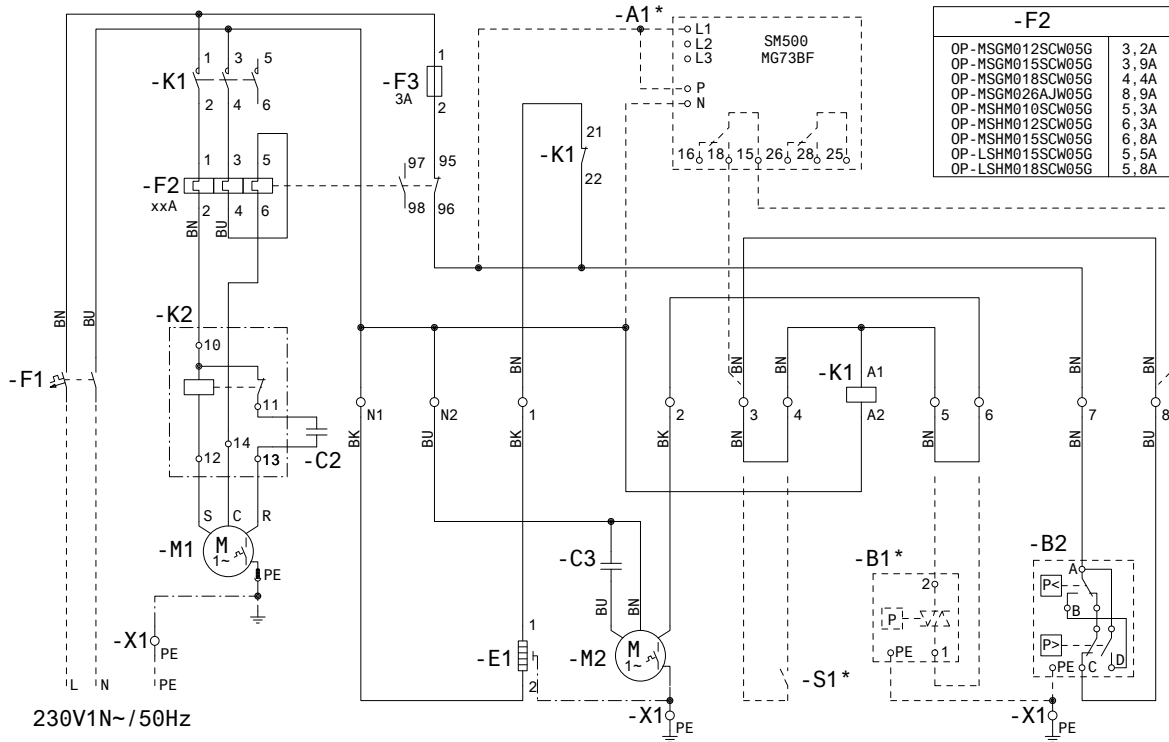 -A1*
L1
L2
L3
P
N
SM500
MG73BF
16 18 15 26 28 25
-F2
OP-MSGM012SCW05G 3,2A
OP-MSGM015SCW05G 3,9A
OP-MSGM018SCW05G 4,4A
OP-MSGM026AJW05G 8,9A
OP-MSHM010SCW05G 5,3A
OP-MSHM012SCW05G 6,3A
OP-MSHM015SCW05G 6,8A
OP-LSHM015SCW05G 5,5A
OP-LSHM018SCW05G 5,8A
1 3 5
-K1
2 4 6
1
-F3
3A
2
21
-K1
22
1 3 5
-F2
xxA
2 4 6
97 95
98 96
BN BU
BN BU
-K2
10
11
14
12 13
-C2
-F1
BN BN BN BN BN BN
-K1 A1
A2
N1 N2 1 2 3 4 5 6 7 8
BK BU BK BK BN BN BN BU
S C R
-M1
M
1~
PE
-X1
PE
L N PE
230V1N~/50Hz
-C3
BU BN
1
-E1
2
-M2
M
1~
-X1
PE
-S1*
-B1*
2
P
PE 1
-B2
A
P<
B
P>
PE C D
-X1
PE